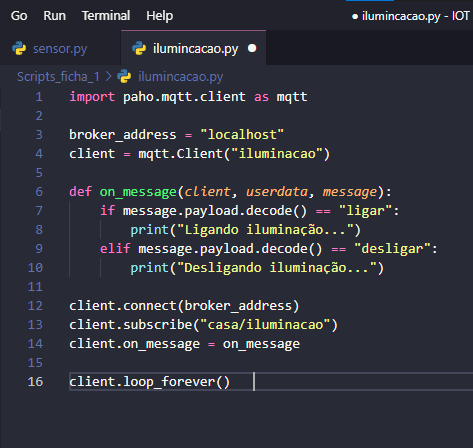 Go Run Terminal Help ● ilumincacao.py - IOT
sensor.py ilumincacao.py ●
Scripts_ficha_1 > ilumincacao.py
1 import paho.mqtt.client as mqtt
2
3 broker_address = "localhost"
4 client = mqtt.Client("iluminacao")
5
6 def on_message(client, userdata, message):
7 if message.payload.decode() == "ligar":
8 print("Ligando iluminação...")
9 elif message.payload.decode() == "desligar":
10 print("Desligando iluminação...")
11
12 client.connect(broker_address)
13 client.subscribe("casa/iluminacao")
14 client.on_message = on_message
15
16 client.loop_forever()